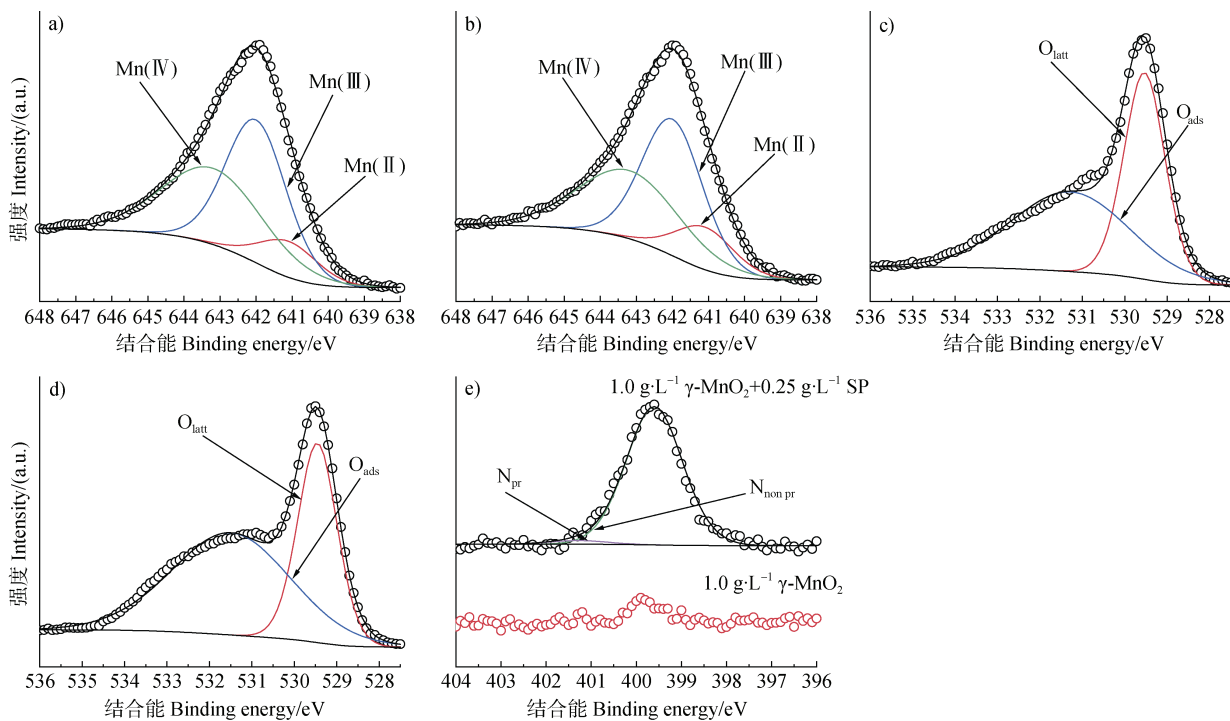 a)
Mn(Ⅳ)
Mn(Ⅲ)
Mn(Ⅱ)
强度 Intensity/(a.u.)
648 647 646 645 644 643 642 641 640 639 638
结合能 Binding energy/eV
b)
Mn(Ⅳ)
Mn(Ⅲ)
Mn(Ⅱ)
648 647 646 645 644 643 642 641 640 639 638
结合能 Binding energy/eV
c)
Olatt
Oads
536 535 534 533 532 531 530 529 528
结合能 Binding energy/eV
d)
Olatt
Oads
强度 Intensity/(a.u.)
536 535 534 533 532 531 530 529 528
结合能 Binding energy/eV
e)
1.0 g·L⁻¹ γ-MnO₂+0.25 g·L⁻¹ SP
Npr
Nnon pr
1.0 g·L⁻¹ γ-MnO₂
404 403 402 401 400 399 398 397 396
结合能 Binding energy/eV